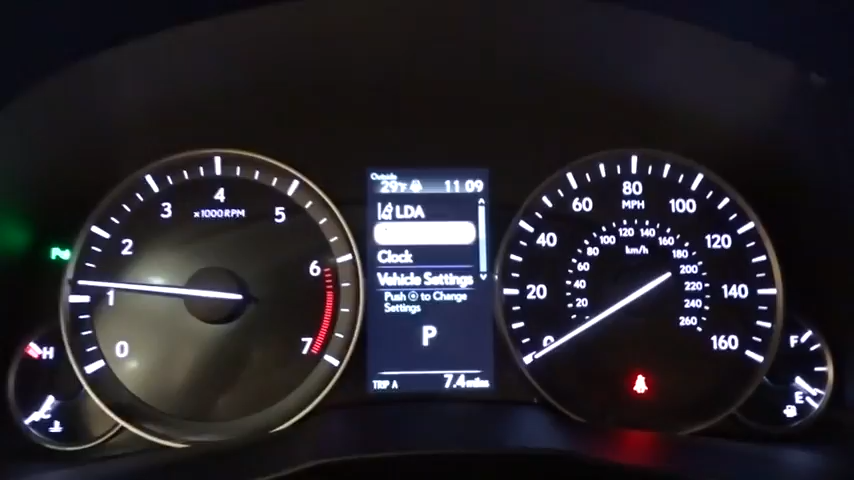 Outside
29°F 11:09
LDA
Clock
Vehicle Settings
Push to Change
Settings
P
TRIP A 7.4 miles
0
1
2
3
4
5
6
7
x1000RPM
0
20
40
60
80
100
120
140
160
MPH
km/h
20
40
60
80
100
120
140
160
180
200
220
240
260
H
C
F
E